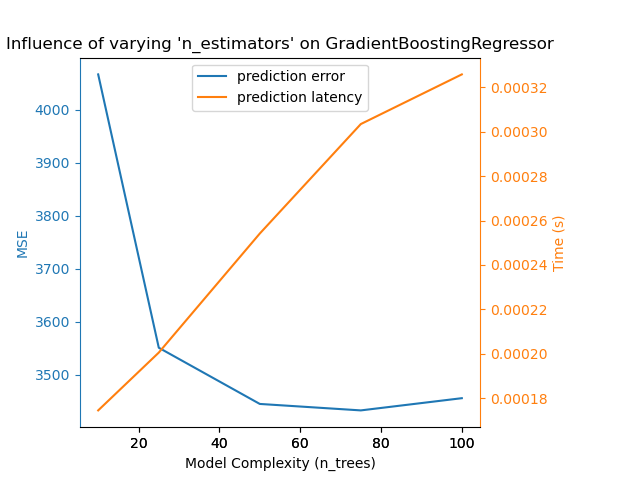 Influence of varying 'n_estimators' on GradientBoostingRegressor
prediction error
prediction latency
MSE
4000
3900
3800
3700
3600
3500
0.00032
0.00030
0.00028
0.00026
0.00024
0.00022
0.00020
0.00018
Time (s)
20 40 60 80 100
Model Complexity (n_trees)